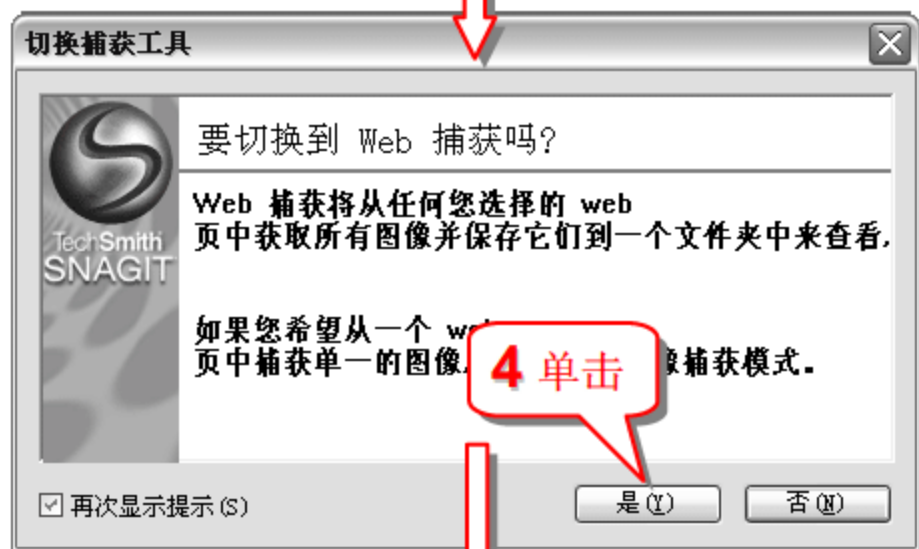 切换捕获工具
要切换到 Web 捕获吗?
Web 捕获将从任何您选择的 web
页中获取所有图像并保存它们到一个文件夹中来查看.
TechSmith
SNAGIT
如果您希望从一个
页中捕获单一的图像 捕获模式。
4 单击
再次显示提示(S)
是(Y)
否(N)